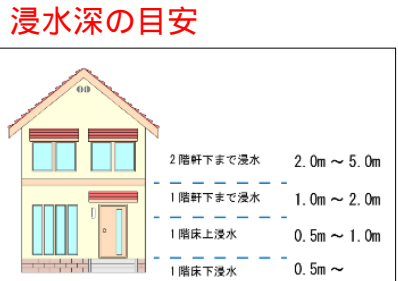 浸水深の目安
2階軒下まで浸水 2.0m ～ 5.0m
1階軒下まで浸水 1.0m ～ 2.0m
1階床上浸水 0.5m ～ 1.0m
1階床下浸水 0.5m ～